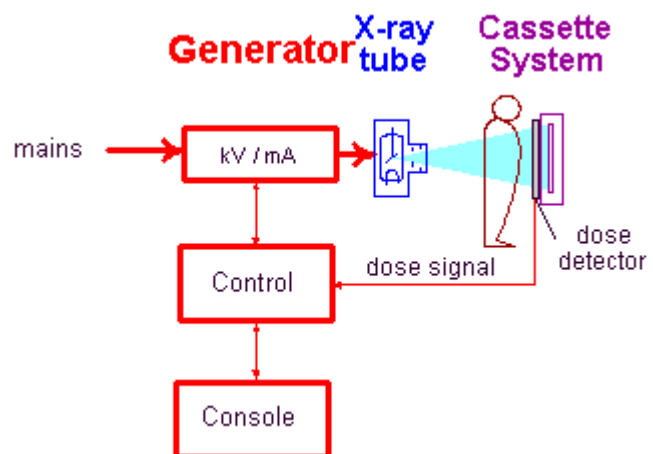 Generator
X-ray
tube
Cassette
System
mains
kV / mA
dose
detector
dose signal
Control
Console